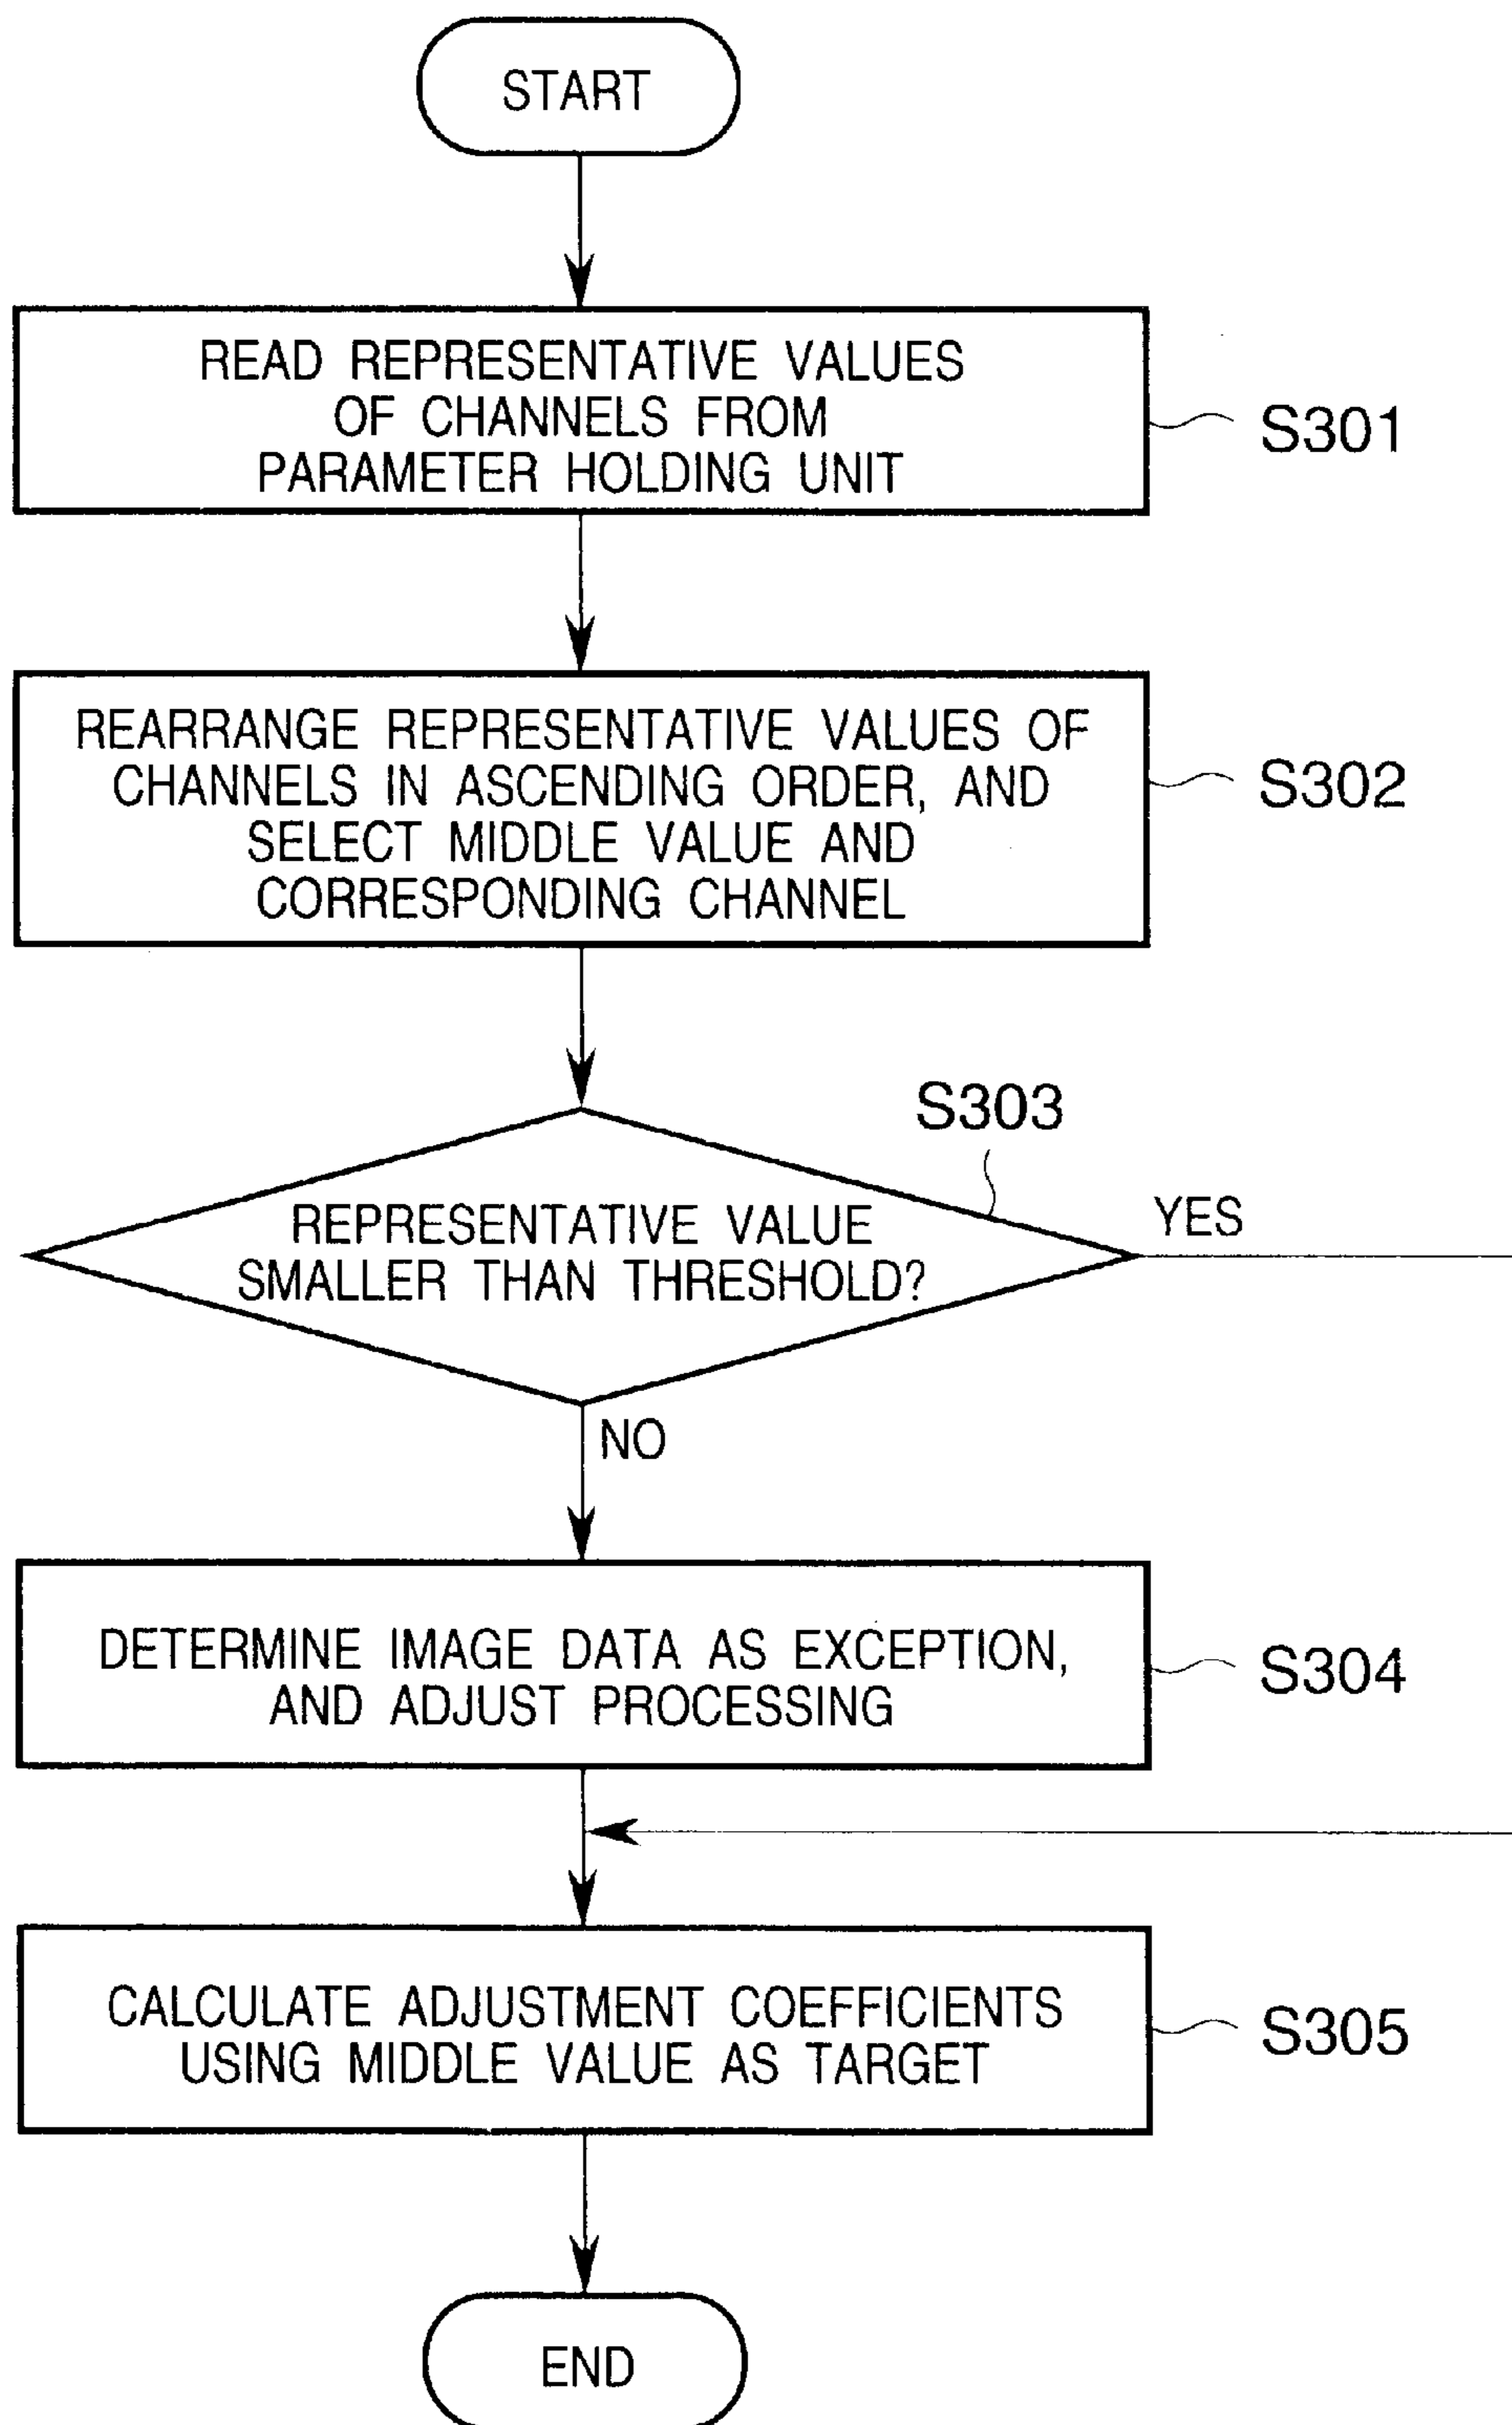 START
READ REPRESENTATIVE VALUES
OF CHANNELS FROM
PARAMETER HOLDING UNIT
S301
REARRANGE REPRESENTATIVE VALUES OF
CHANNELS IN ASCENDING ORDER, AND
SELECT MIDDLE VALUE AND
CORRESPONDING CHANNEL
S302
S303
REPRESENTATIVE VALUE
SMALLER THAN THRESHOLD?
YES
NO
DETERMINE IMAGE DATA AS EXCEPTION,
AND ADJUST PROCESSING
S304
CALCULATE ADJUSTMENT COEFFICIENTS
USING MIDDLE VALUE AS TARGET
S305
END